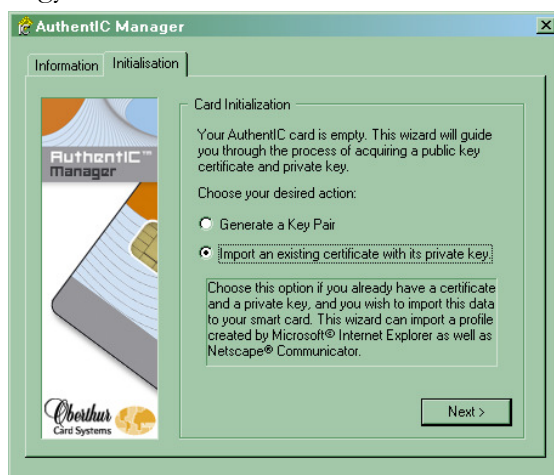 AuthentIC Manager
Information Initialisation
AuthentIC™
Manager
Oberthur
Card Systems
Card Initialization
Your AuthentIC card is empty. This wizard will guide
you through the process of acquiring a public key
certificate and private key.
Choose your desired action:
Generate a Key Pair
Import an existing certificate with its private key.
Choose this option if you already have a certificate
and a private key, and you wish to import this data
to your smart card. This wizard can import a profile
created by Microsoft© Internet Explorer as well as
Netscape® Communicator.
Next >